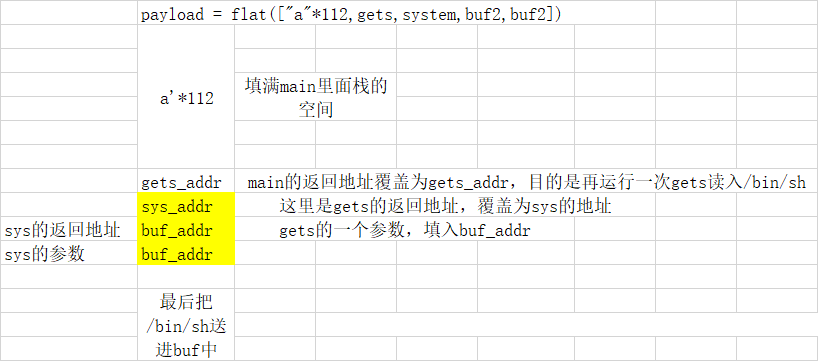 payload = flat(["a"*112,gets,system,buf2,buf2])
a'*112
填满main里面栈的
空间
gets_addr main的返回地址覆盖为gets_addr，目的是再运行一次gets读入/bin/sh
sys_addr 这里是gets的返回地址，覆盖为sys的地址
sys的返回地址 buf_addr gets的一个参数，填入buf_addr
sys的参数 buf_addr
最后把
/bin/sh送
进buf中